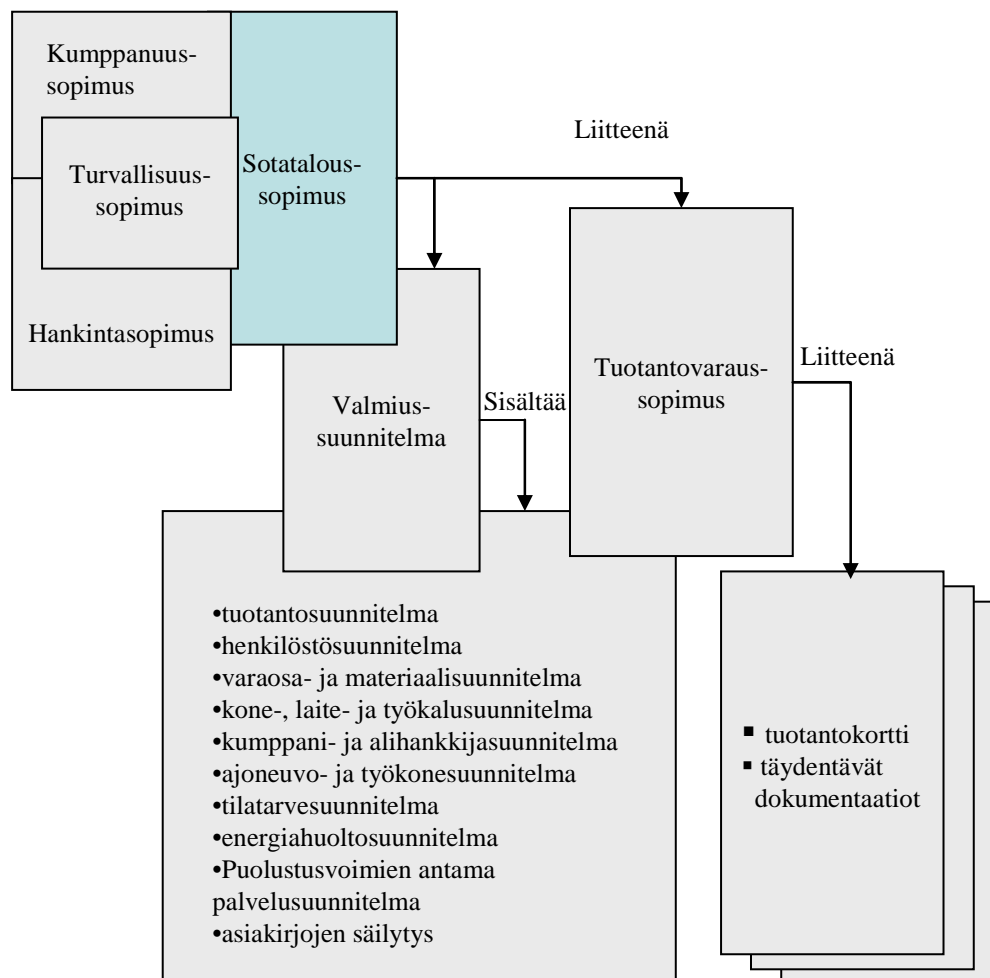 Kumppanuus-
sopimus
Turvallisuus-
sopimus
Hankintasopimus
Sotatalous-
sopimus
Liitteenä
Valmius-
suunnitelma
Sisältää
Tuotantovaraus-
sopimus
Liitteenä
•tuotantosuunnitelma
•henkilöstösuunnitelma
•varaosa- ja materiaalisuunnitelma
•kone-, laite- ja työkalusuunnitelma
•kumppani- ja alihankkijasuunnitelma
•ajoneuvo- ja työkonesuunnitelma
•tilatarvesuunnitelma
•energiahuoltosuunnitelma
•Puolustusvoimien antama
palvelusuunnitelma
•asiakirjojen säilytys
▪ tuotantokortti
▪ täydentävät
dokumentaatiot